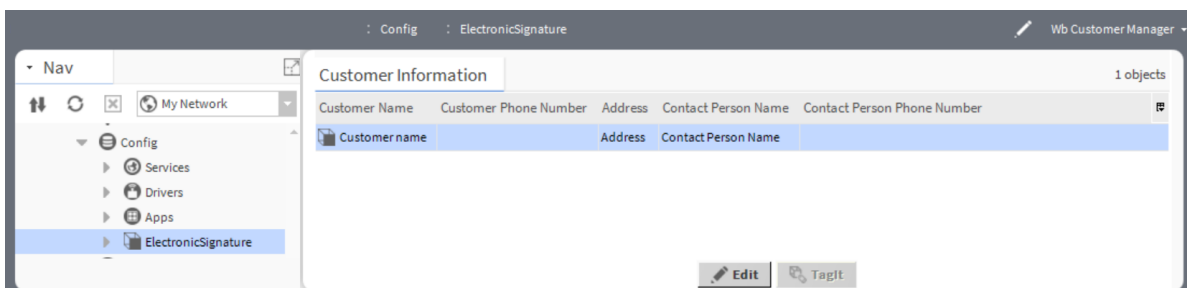 : Config : ElectronicSignature Wb Customer Manager
Nav
My Network
Config
Services
Drivers
Apps
ElectronicSignature
Customer Information 1 objects
Customer Name Customer Phone Number Address Contact Person Name Contact Person Phone Number
Customer name Address Contact Person Name
Edit TagIt